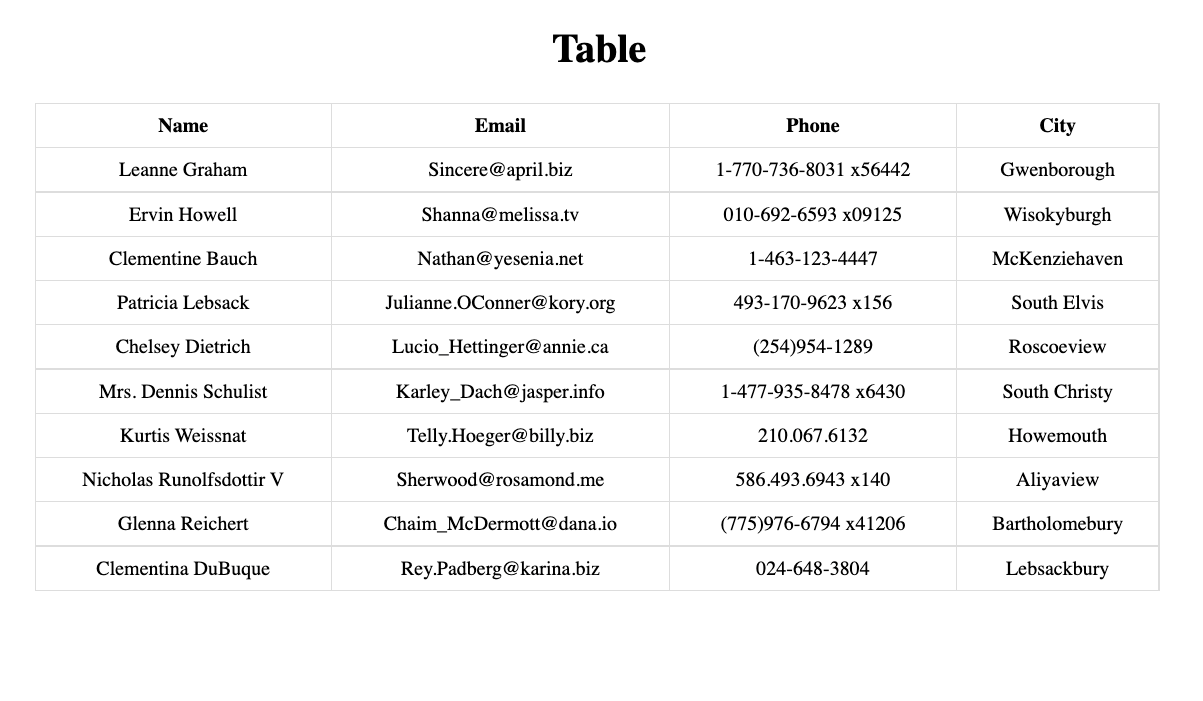 Table
Name Email Phone City
Leanne Graham Sincere@april.biz 1-770-736-8031 x56442 Gwenborough
Ervin Howell Shanna@melissa.tv 010-692-6593 x09125 Wisokyburgh
Clementine Bauch Nathan@yesenia.net 1-463-123-4447 McKenziehaven
Patricia Lebsack Julianne.OConner@kory.org 493-170-9623 x156 South Elvis
Chelsey Dietrich Lucio_Hettinger@annie.ca (254)954-1289 Roscoeview
Mrs. Dennis Schulist Karley_Dach@jasper.info 1-477-935-8478 x6430 South Christy
Kurtis Weissnat Telly.Hoeger@billy.biz 210.067.6132 Howemouth
Nicholas Runolfsdottir V Sherwood@rosamond.me 586.493.6943 x140 Aliyaview
Glenna Reichert Chaim_McDermott@dana.io (775)976-6794 x41206 Bartholomebury
Clementina DuBuque Rey.Padberg@karina.biz 024-648-3804 Lebsackbury